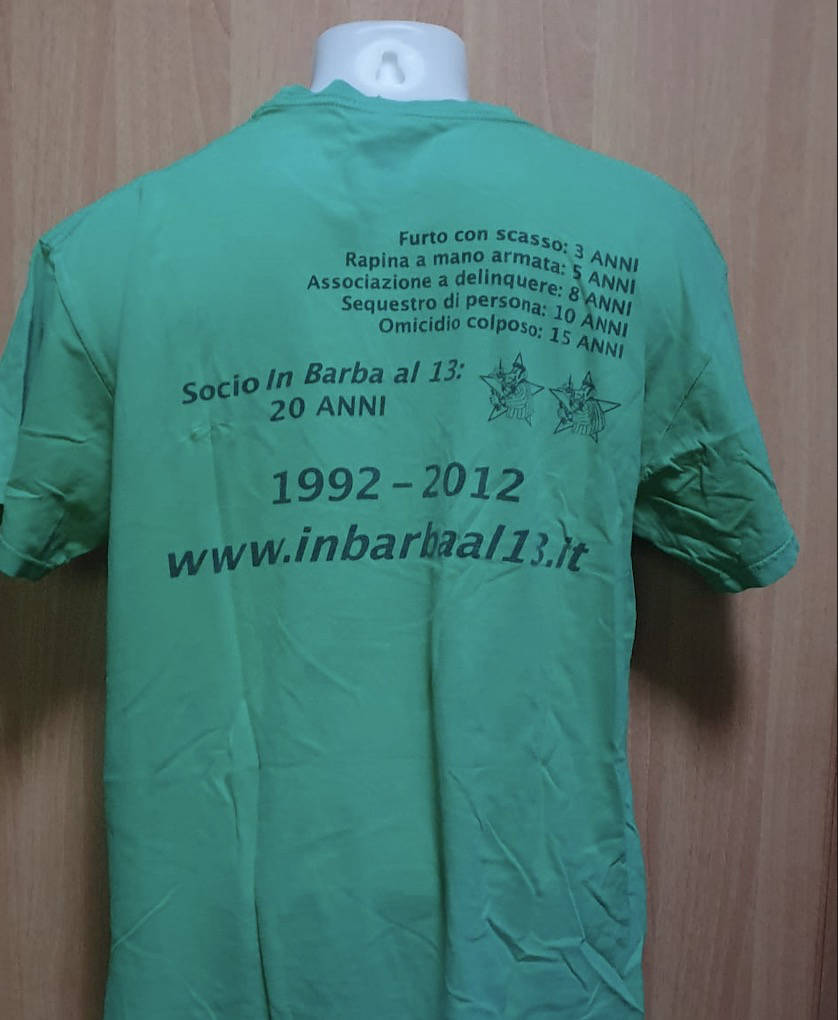 Furto con scasso: 3 ANNI
Rapina a mano armata: 5 ANNI
Associazione a delinquere: 8 ANNI
Sequestro di persona: 10 ANNI
Omicidio colposo: 15 ANNI
Socio In Barba al 13:
20 ANNI
1992 – 2012
www.inbarbaal13.it